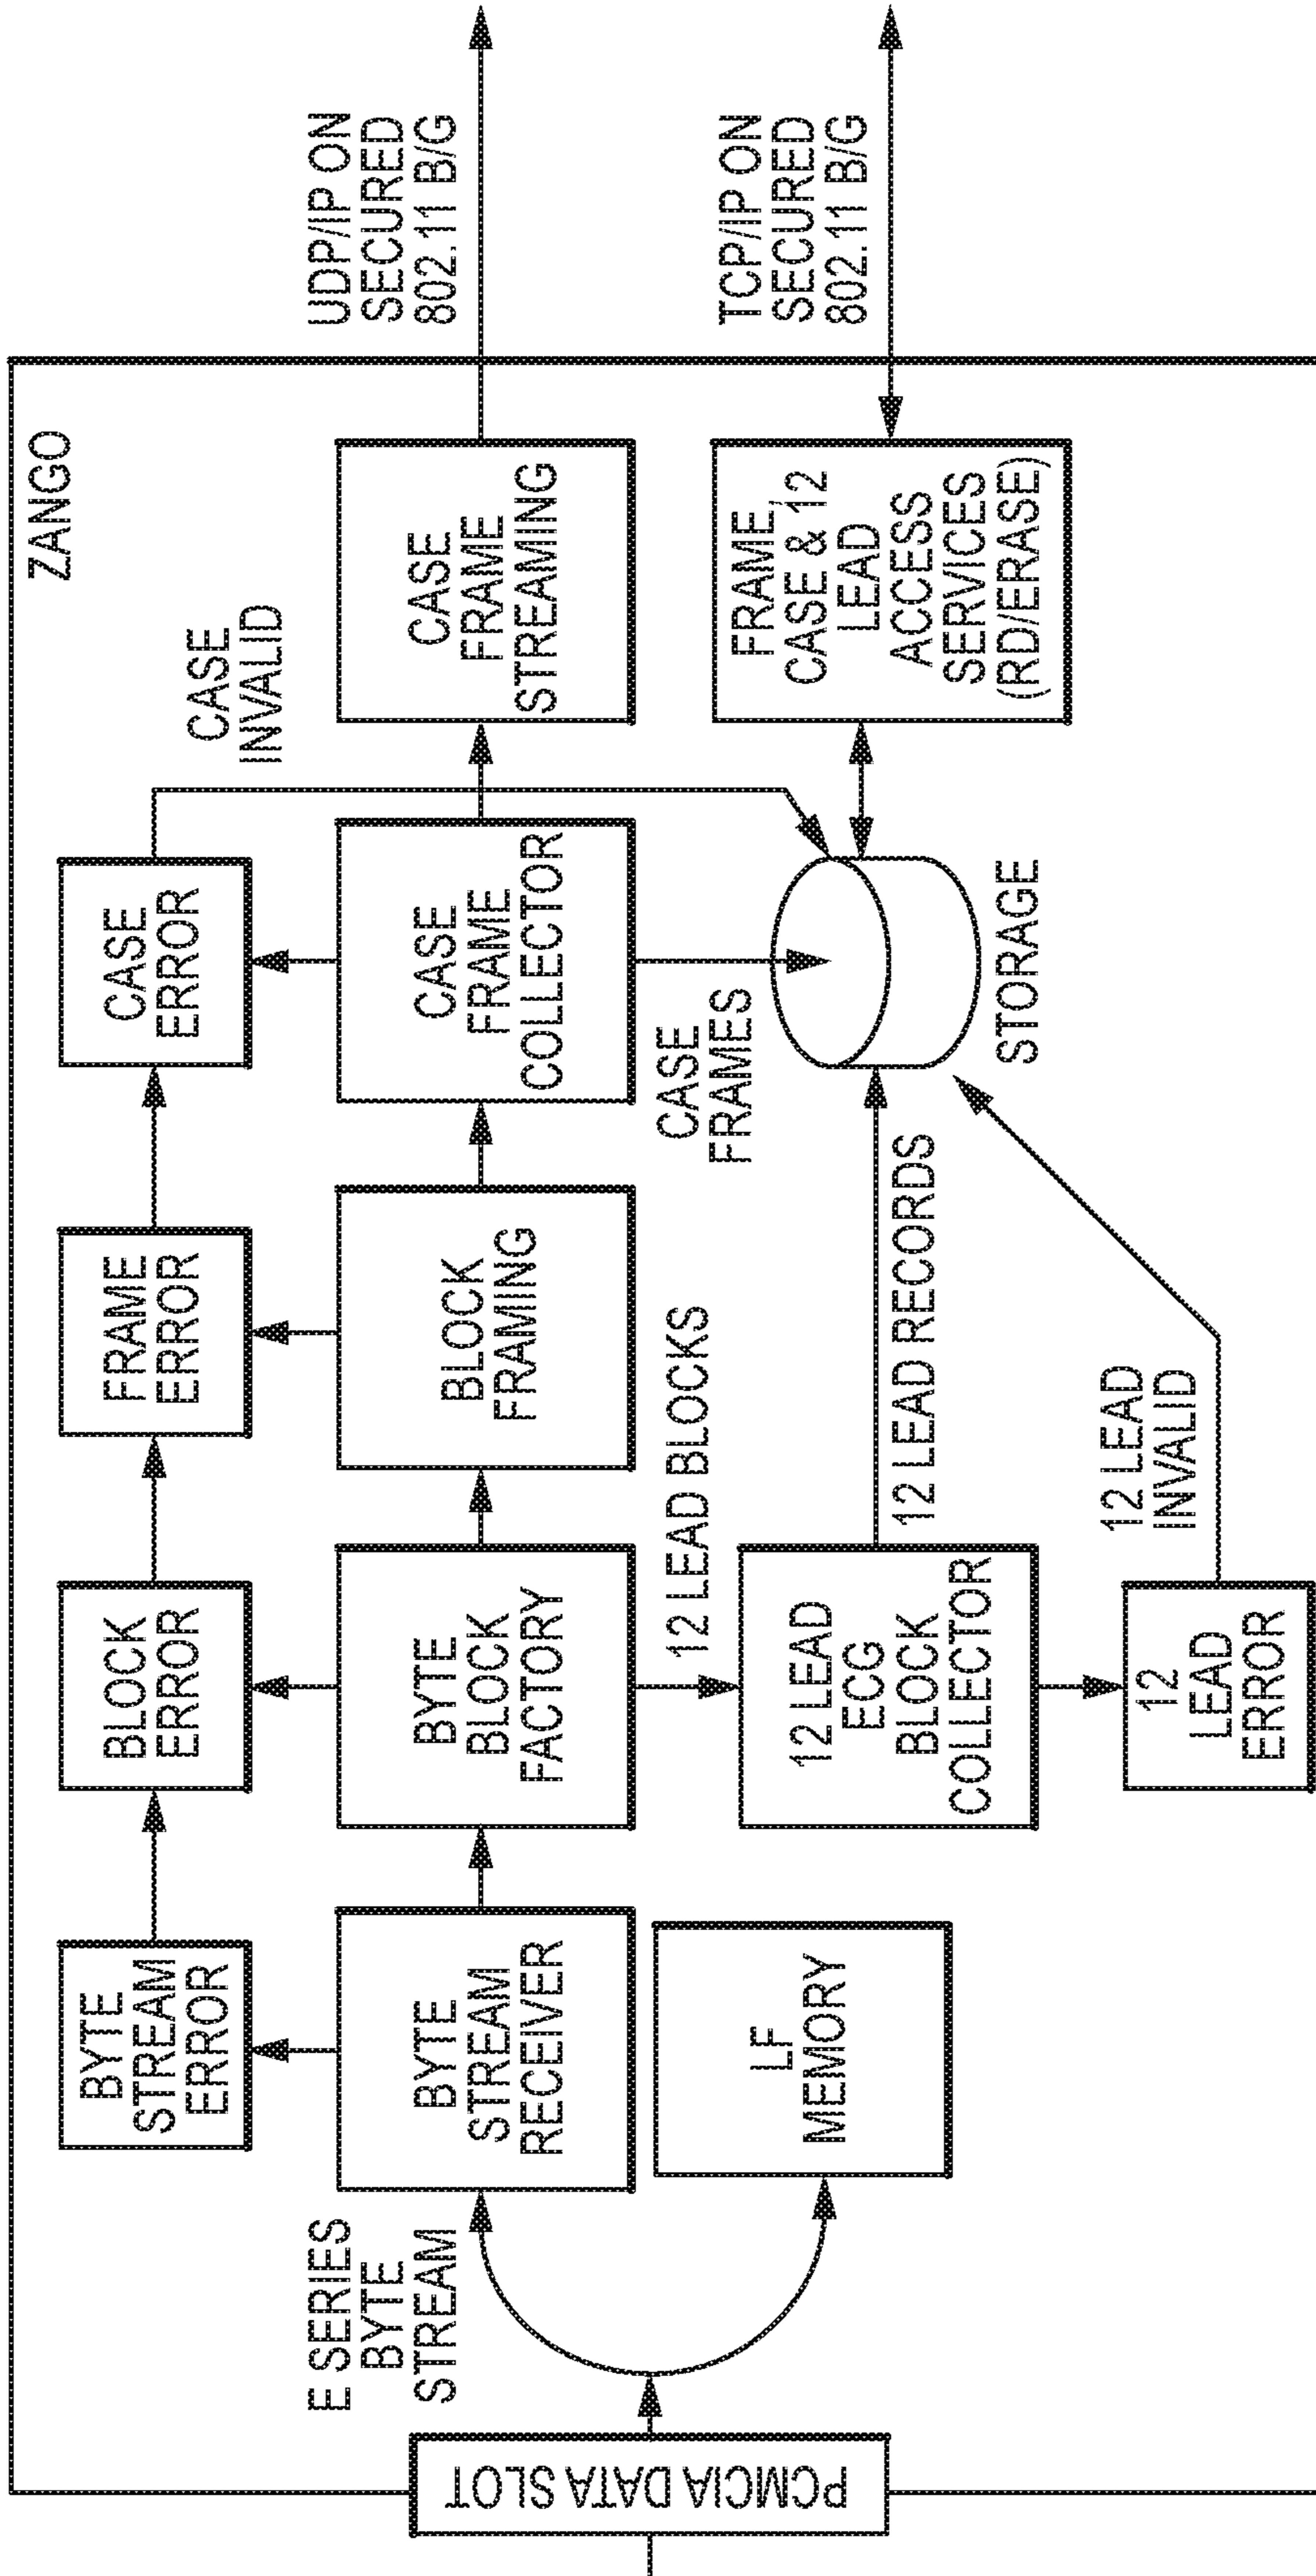 ZANGO
BYTE
STREAM
ERROR
BLOCK
ERROR
FRAME
ERROR
CASE
ERROR
CASE
INVALID
E SERIES
BYTE
STREAM
BYTE
STREAM
RECEIVER
BYTE
BLOCK
FACTORY
BLOCK
FRAMING
CASE
FRAME
COLLECTOR
CASE
FRAME
STREAMING
UDP/IP ON
SECURED
802.11 B/G
PCMCIA DATA SLOT
LF
MEMORY
12 LEAD BLOCKS
CASE
FRAMES
12 LEAD
ECG
BLOCK
COLLECTOR
12 LEAD RECORDS
STORAGE
FRAME,
CASE & 12
LEAD
ACCESS
SERVICES
(RD/ERASE)
TCP/IP ON
SECURED
802.11 B/G
12
LEAD
ERROR
12 LEAD
INVALID